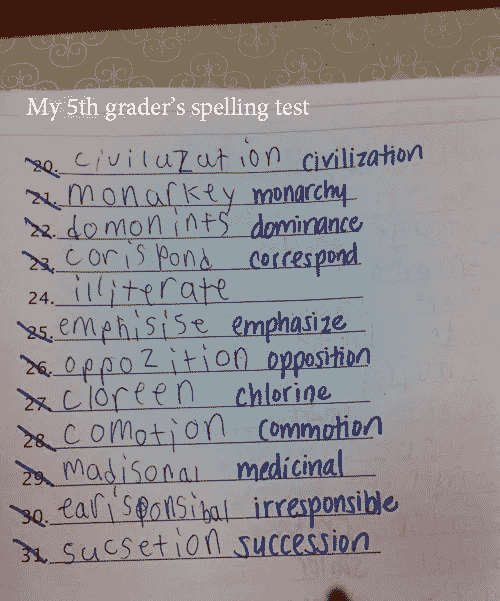 My 5th grader's spelling test
20. civiluzution civilization
21. monarkey monarchy
22. domonints dominance
23. corispond correspond
24. illiterate
25. emphisise emphasize
26. oppozition opposition
27. cloreen chlorine
28. comotion commotion
29. madisonal medicinal
30. earisponsibal irresponsible
31. sucsetion succession